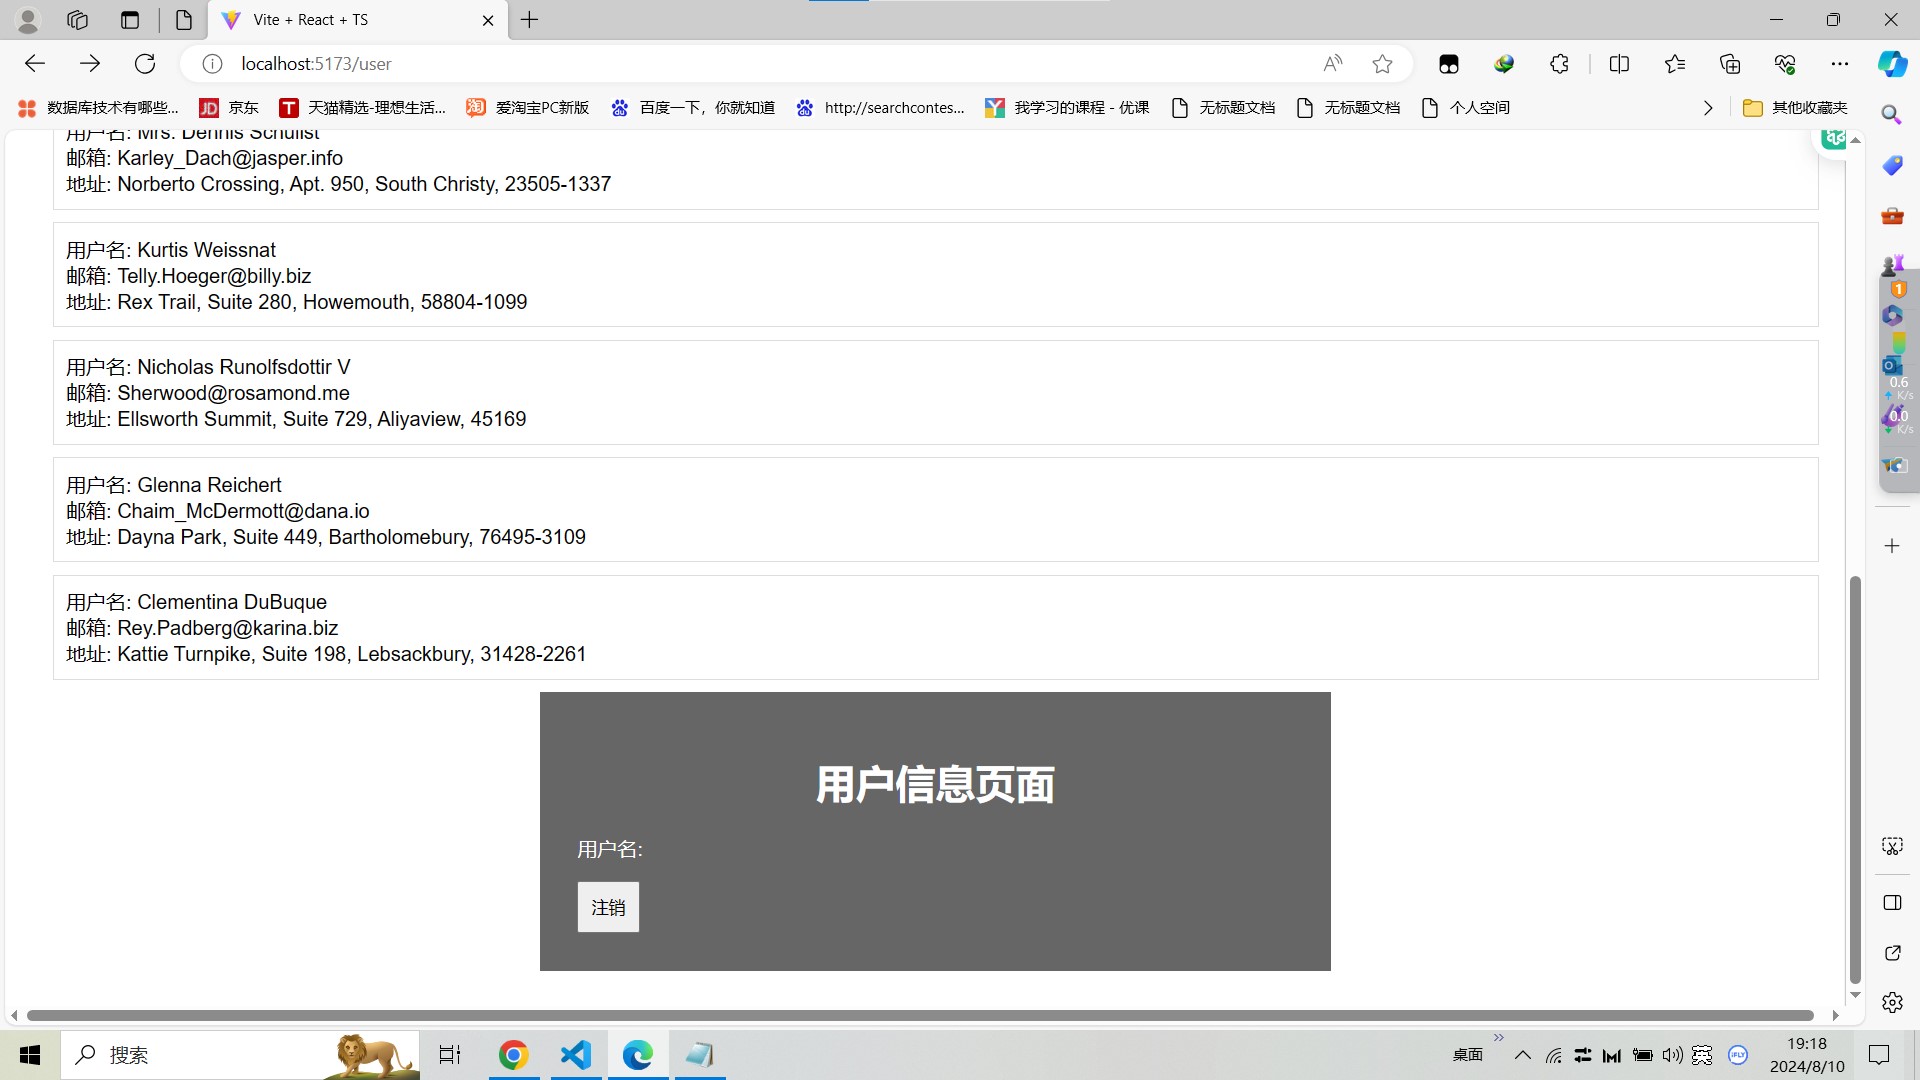 Vite + React + TS
localhost:5173/user
数据库技术有哪些...
京东
天猫精选-理想生活...
爱淘宝PC新版
百度一下，你就知道
http://searchcontes...
我学习的课程 - 优课
无标题文档
无标题文档
个人空间
其他收藏夹
用户名: Mrs. Dennis Schulist
邮箱: Karley_Dach@jasper.info
地址: Norberto Crossing, Apt. 950, South Christy, 23505-1337
用户名: Kurtis Weissnat
邮箱: Telly.Hoeger@billy.biz
地址: Rex Trail, Suite 280, Howemouth, 58804-1099
用户名: Nicholas Runolfsdottir V
邮箱: Sherwood@rosamond.me
地址: Ellsworth Summit, Suite 729, Aliyaview, 45169
用户名: Glenna Reichert
邮箱: Chaim_McDermott@dana.io
地址: Dayna Park, Suite 449, Bartholomebury, 76495-3109
用户名: Clementina DuBuque
邮箱: Rey.Padberg@karina.biz
地址: Kattie Turnpike, Suite 198, Lebsackbury, 31428-2261
用户信息页面
用户名:
注销
1
0.6
K/s
0.0
K/s
搜索
桌面
19:18
2024/8/10